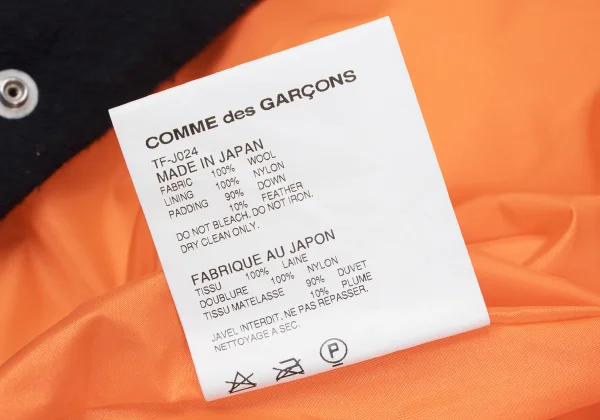 COMME des GARÇONS
TF-J024
MADE IN JAPAN
FABRIC 100% WOOL
LINING 100% NYLON
PADDING 90% DOWN
10% FEATHER
DO NOT BLEACH. DO NOT IRON.
DRY CLEAN ONLY.
FABRIQUE AU JAPON
TISSU 100% LAINE
DOUBLURE 100% NYLON
TISSU MATELASSE 90% DUVET
10% PLUME
JAVEL INTERDIT. NE PAS REPASSER.
NETTOYAGE A SEC.
P